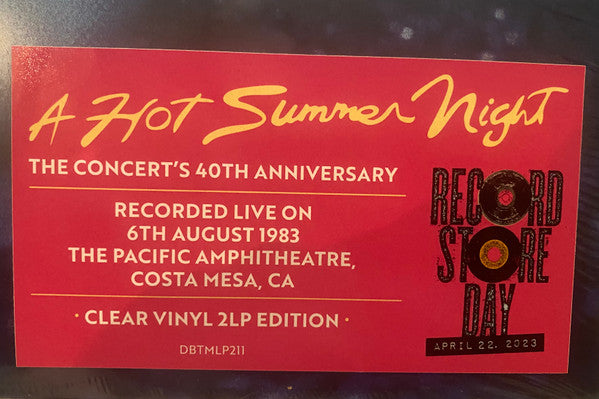 A Hot Summer Night
THE CONCERT'S 40TH ANNIVERSARY
RECORDED LIVE ON
6TH AUGUST 1983
THE PACIFIC AMPHITHEATRE,
COSTA MESA, CA
· CLEAR VINYL 2LP EDITION ·
DBTMLP211
RECORD
STORE
DAY
APRIL 22, 2023